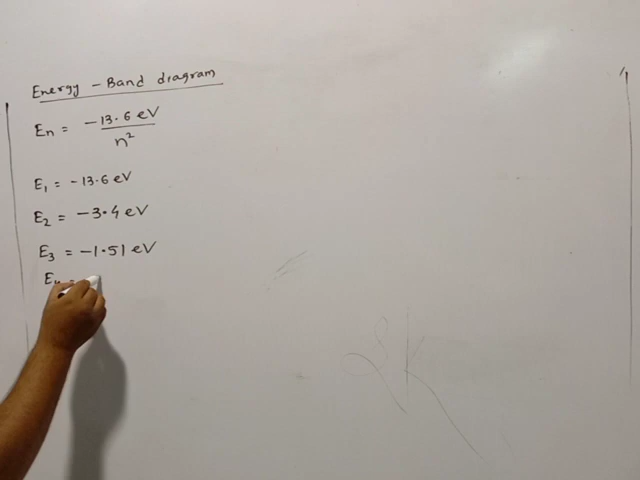 Energy - Band diagram
En = -13.6 eV / n²
E₁ = -13.6 eV
E₂ = -3.4 eV
E₃ = -1.51 eV
E₄ =
SK